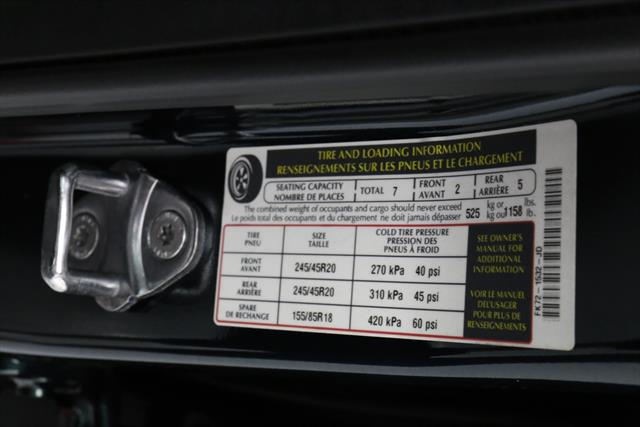 TIRE AND LOADING INFORMATION
RENSEIGNEMENTS SUR LES PNEUS ET LE CHARGEMENT
SEATING CAPACITY
NOMBRE DE PLACES
TOTAL 7
FRONT
AVANT 2
REAR
ARRIÈRE 5
The combined weight of occupants and cargo should never exceed
Le poids total des occupants et du chargement ne doit jamais dépasser
525 kg or
kg ou 1158 lbs.
lb.
TIRE
PNEU
SIZE
TAILLE
COLD TIRE PRESSURE
PRESSION DES
PNEUS À FROID
FRONT
AVANT
245/45R20
270 kPa 40 psi
REAR
ARRIÈRE
245/45R20
310 kPa 45 psi
SPARE
DE RECHANGE
155/85R18
420 kPa 60 psi
SEE OWNER'S
MANUAL FOR
ADDITIONAL
INFORMATION
VOIR LE MANUEL
DE L'USAGER
POUR PLUS DE
RENSEIGNEMENTS
FK72-1532-JD